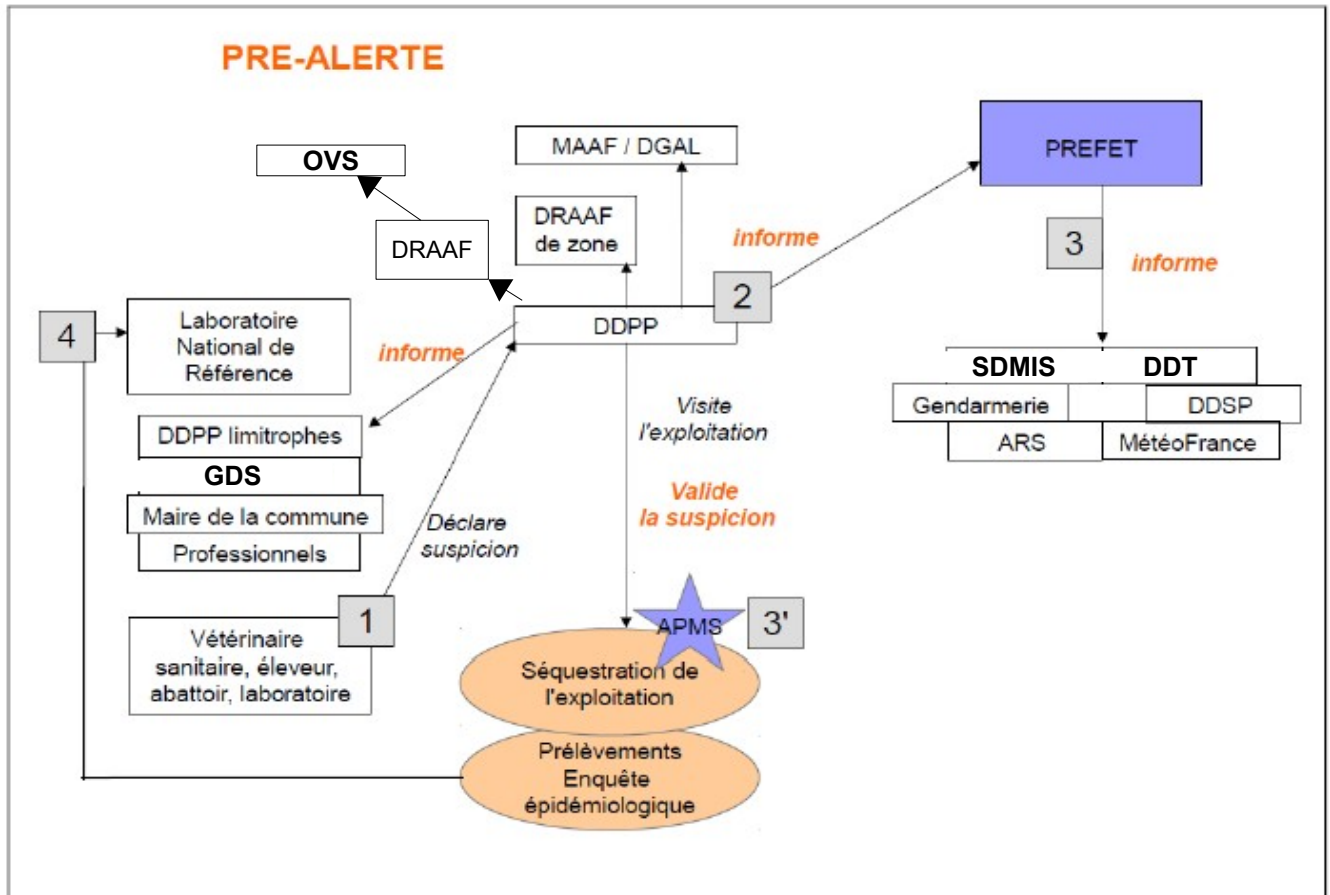 PRE-ALERTE
OVS
MAAF / DGAL
PREFET
DRAAF
DRAAF
de zone
informe
3
informe
2
DDPP
4
Laboratoire
National de
Référence
informe
SDMIS
DDT
Gendarmerie
DDSP
ARS
MétéoFrance
DDPP limitrophes
GDS
Maire de la commune
Professionnels
Visite
l'exploitation
Valide
la suspicion
Déclare
suspicion
1
Vétérinaire
sanitaire, éleveur,
abattoir, laboratoire
APMS
3'
Séquestration de
l'exploitation
Prélèvements
Enquête
épidémiologique